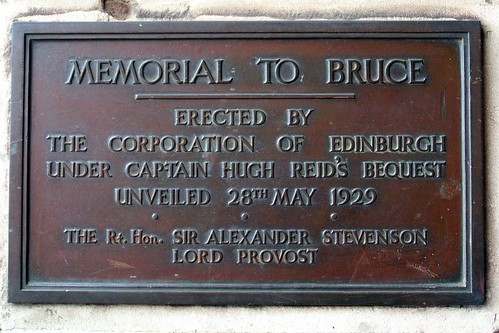 MEMORIAL TO BRUCE
ERECTED BY
THE CORPORATION OF EDINBURGH
UNDER CAPTAIN HUGH REID'S BEQUEST
UNVEILED 28TH MAY 1929
THE Rt. Hon. SIR ALEXANDER STEVENSON
LORD PROVOST